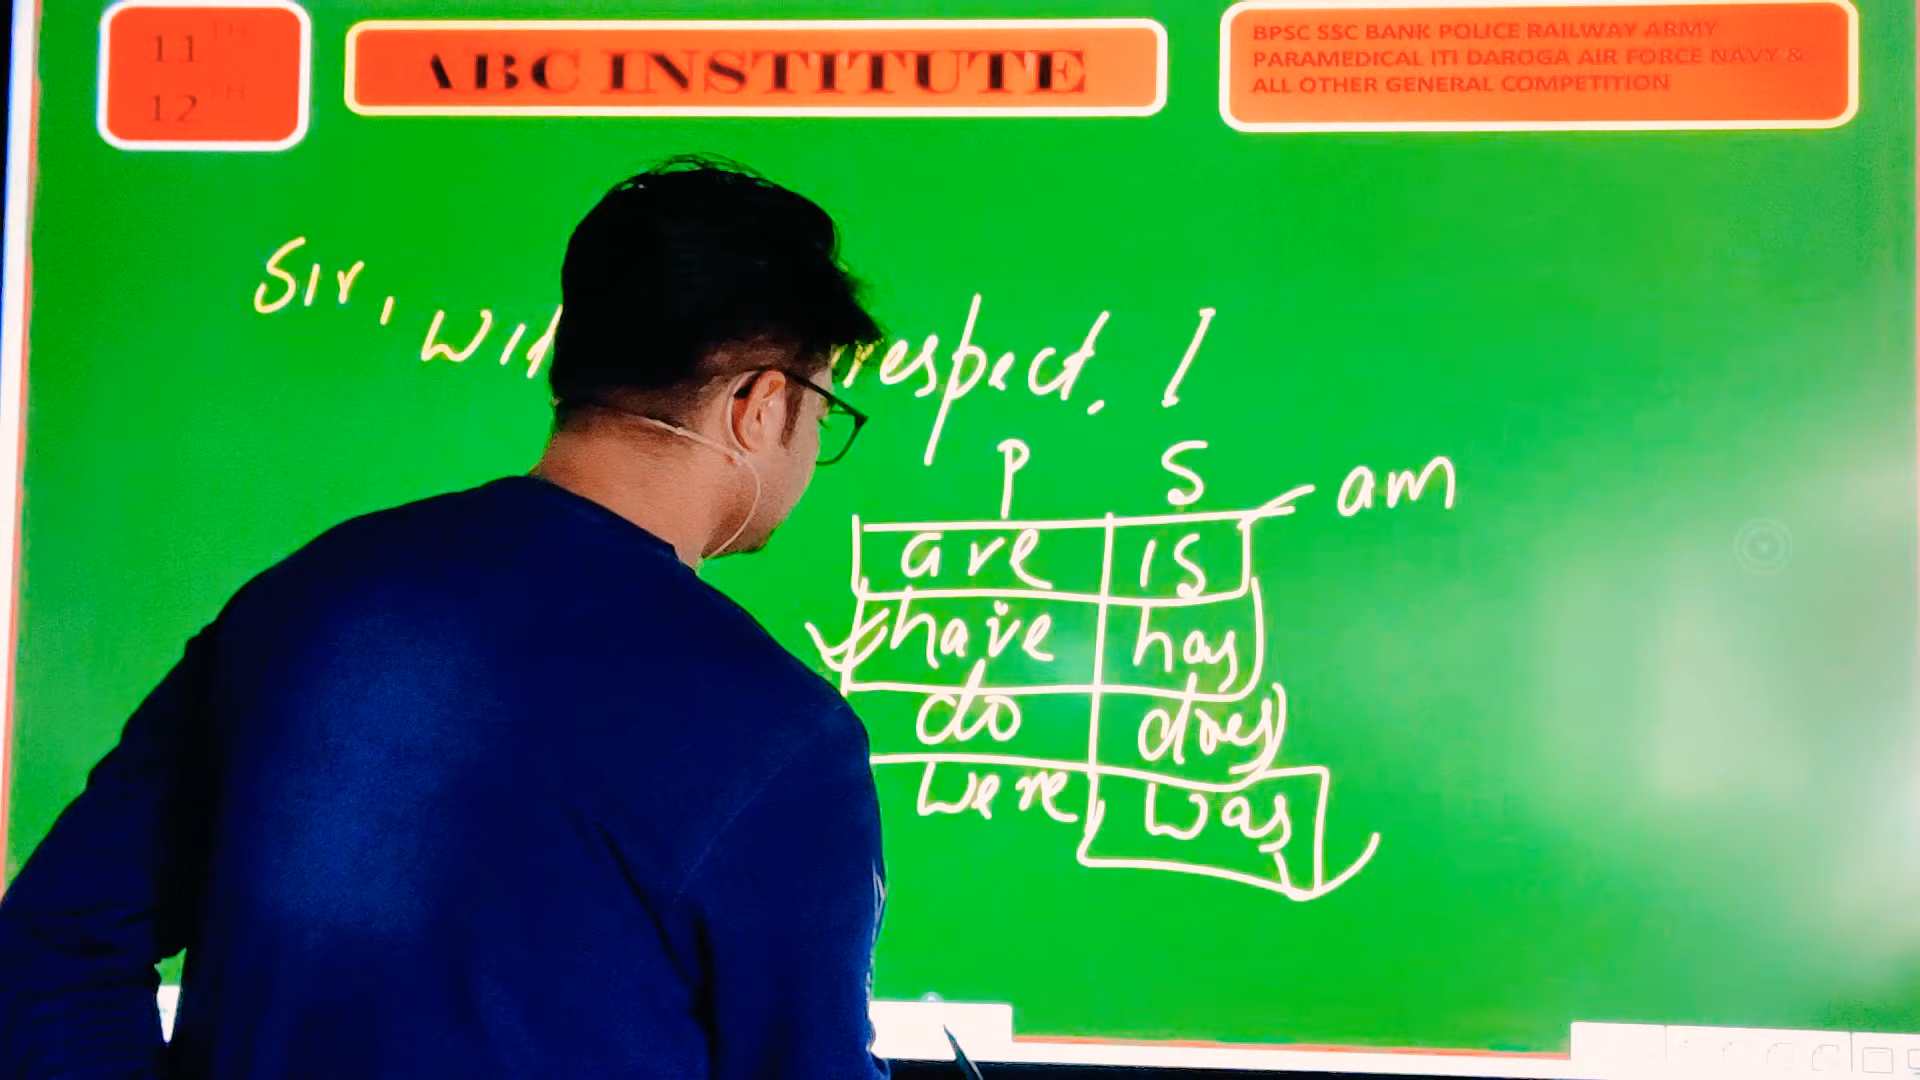 11TH
12TH
ABC INSTITUTE
BPSC SSC BANK POLICE RAILWAY ARMY
PARAMEDICAL ITI DAROGA AIR FORCE NAVY &
ALL OTHER GENERAL COMPETITION
Sir, respect. I
P S
are is am
have has
do does
were was